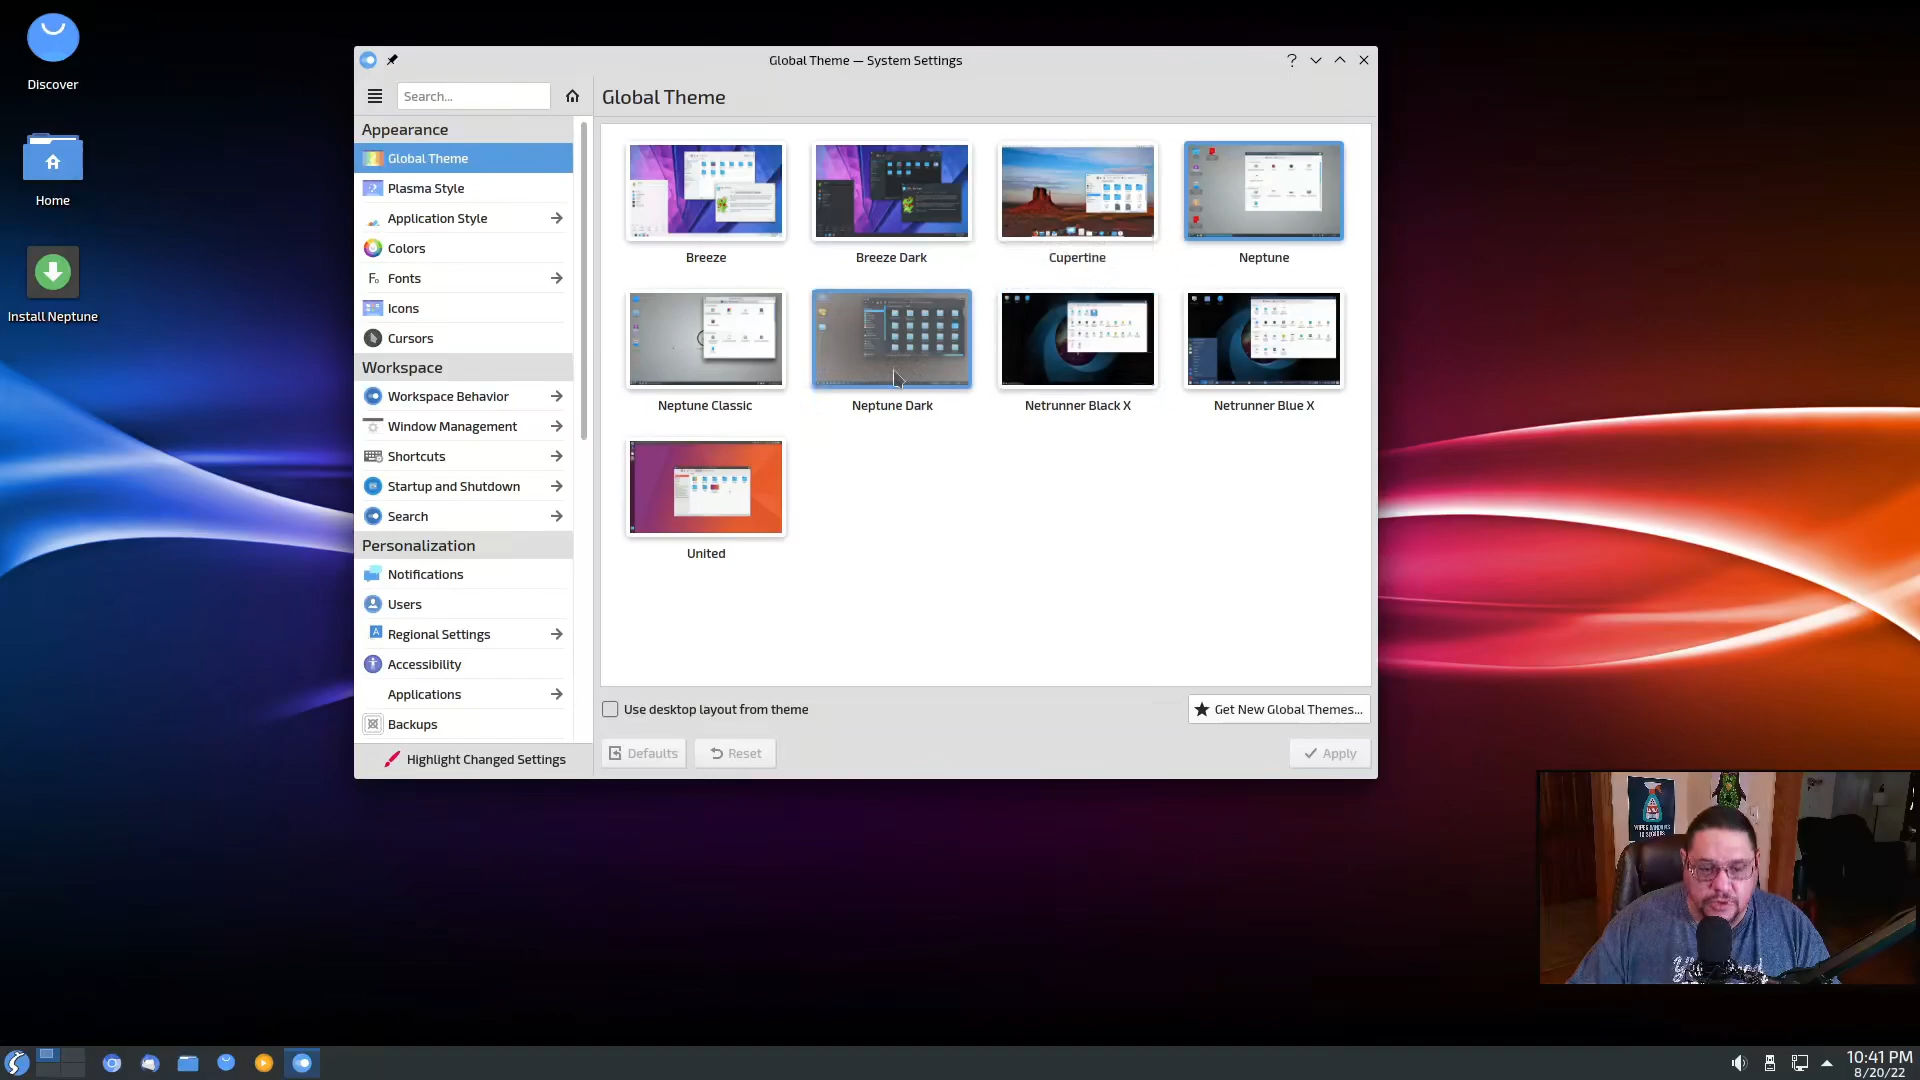 Discover
Home
Install Neptune
Global Theme — System Settings
Search...
Global Theme
Appearance
Global Theme
Plasma Style
Application Style
Colors
Fonts
Icons
Cursors
Workspace
Workspace Behavior
Window Management
Shortcuts
Startup and Shutdown
Search
Personalization
Notifications
Users
Regional Settings
Accessibility
Applications
Backups
Highlight Changed Settings
Breeze
Breeze Dark
Cupertine
Neptune
Neptune Classic
Neptune Dark
Netrunner Black X
Netrunner Blue X
United
Use desktop layout from theme
Get New Global Themes...
Defaults
Reset
Apply
10:41 PM
8/20/22